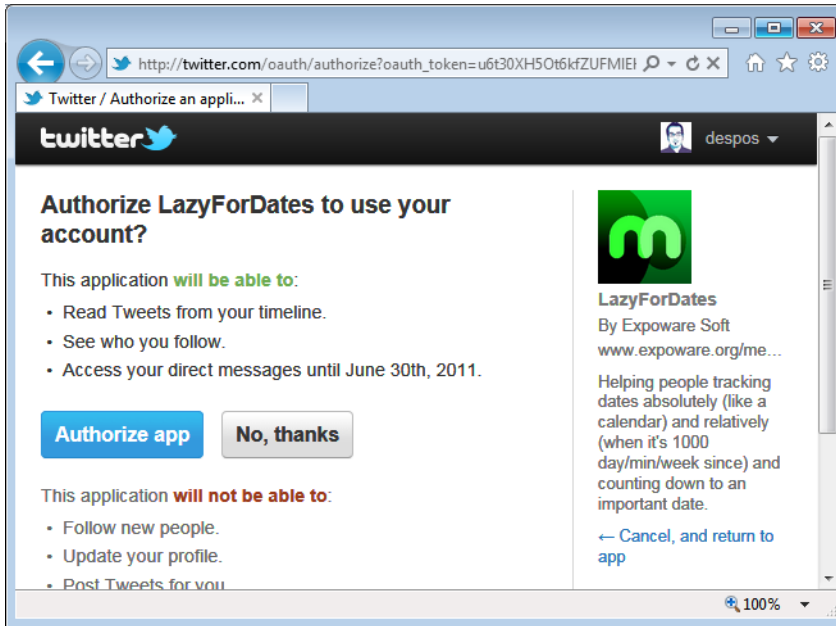 http://twitter.com/oauth/authorize?oauth_token=u6t30XH5Ot6kfZUFMIEI
Twitter / Authorize an appli...
twitter
despos
Authorize LazyForDates to use your
account?
This application will be able to:
• Read Tweets from your timeline.
• See who you follow.
• Access your direct messages until June 30th, 2011.
Authorize app
No, thanks
This application will not be able to:
• Follow new people.
• Update your profile.
• Post Tweets for you
m
LazyForDates
By Expoware Soft
www.expoware.org/me...
Helping people tracking
dates absolutely (like a
calendar) and relatively
(when it's 1000
day/min/week since) and
counting down to an
important date.
← Cancel, and return to
app
100%